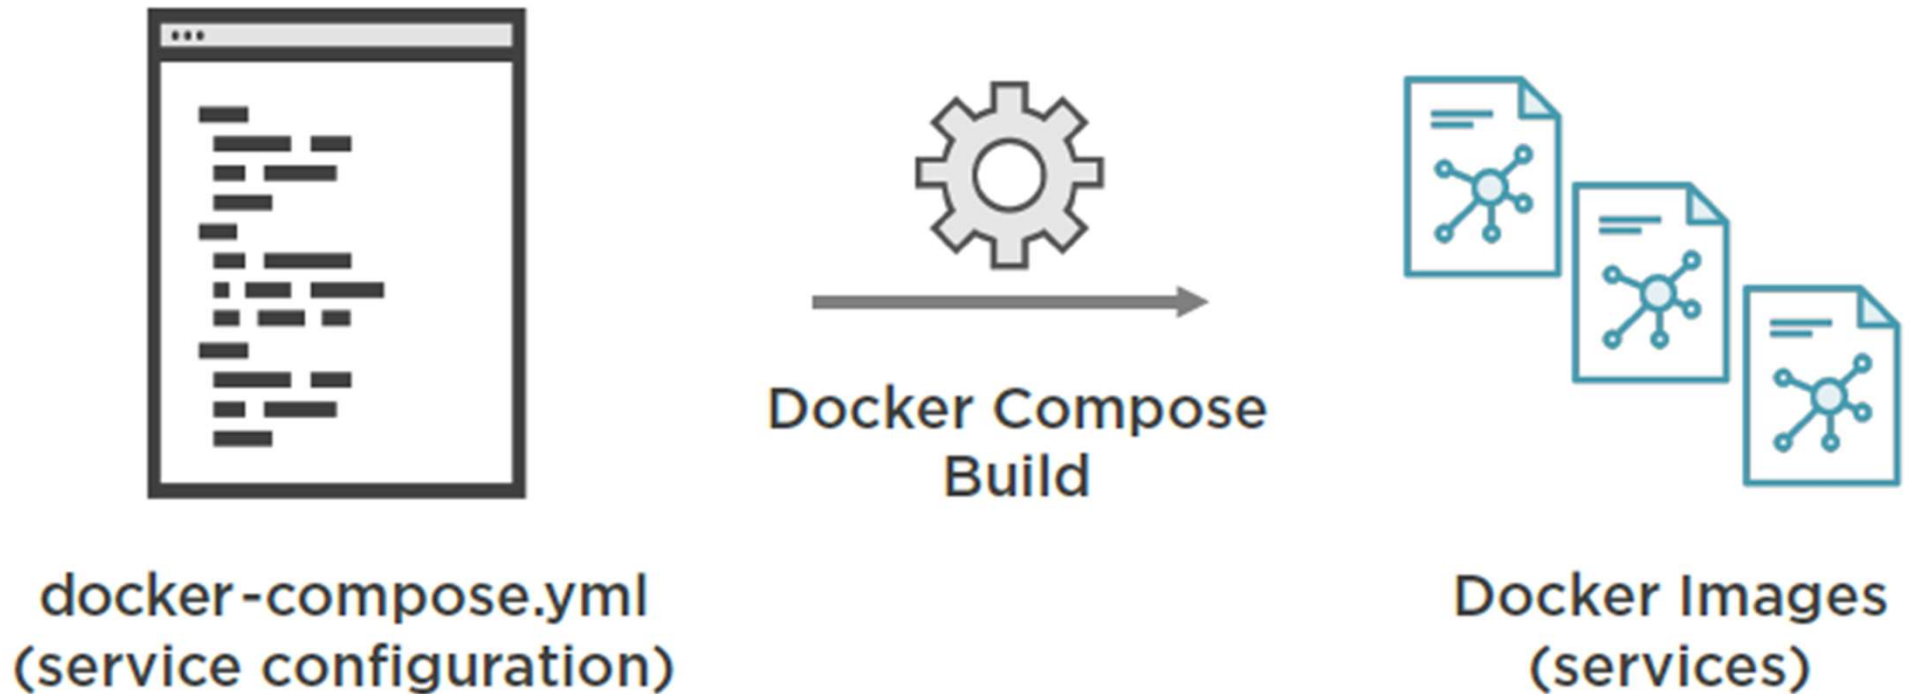 Docker Compose
Build
docker-compose.yml
(service configuration)
Docker Images
(services)